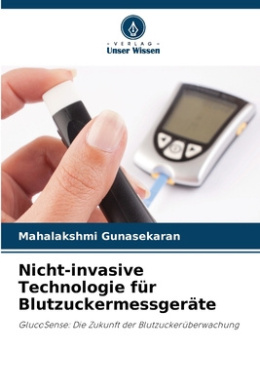 VERLAG
Unser Wissen
Mahalakshmi Gunasekaran
Nicht-invasive
Technologie für
Blutzuckermessgeräte
GlucoSense: Die Zukunft der Blutzuckerüberwachung